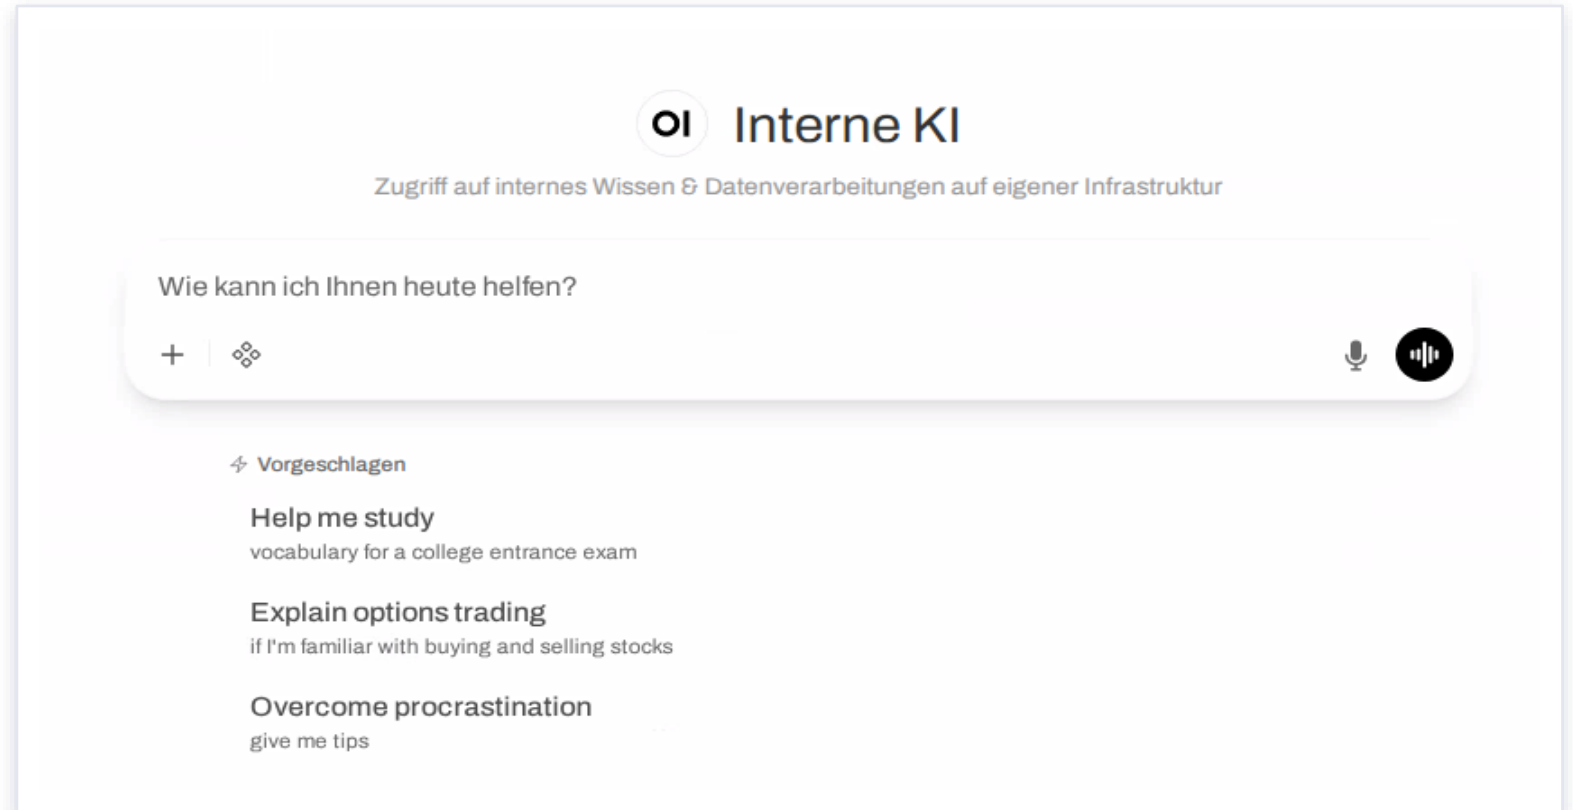 OI Interne KI
Zugriff auf internes Wissen & Datenverarbeitungen auf eigener Infrastruktur
Wie kann ich Ihnen heute helfen?
Vorgeschlagen
Help me study
vocabulary for a college entrance exam
Explain options trading
if I'm familiar with buying and selling stocks
Overcome procrastination
give me tips